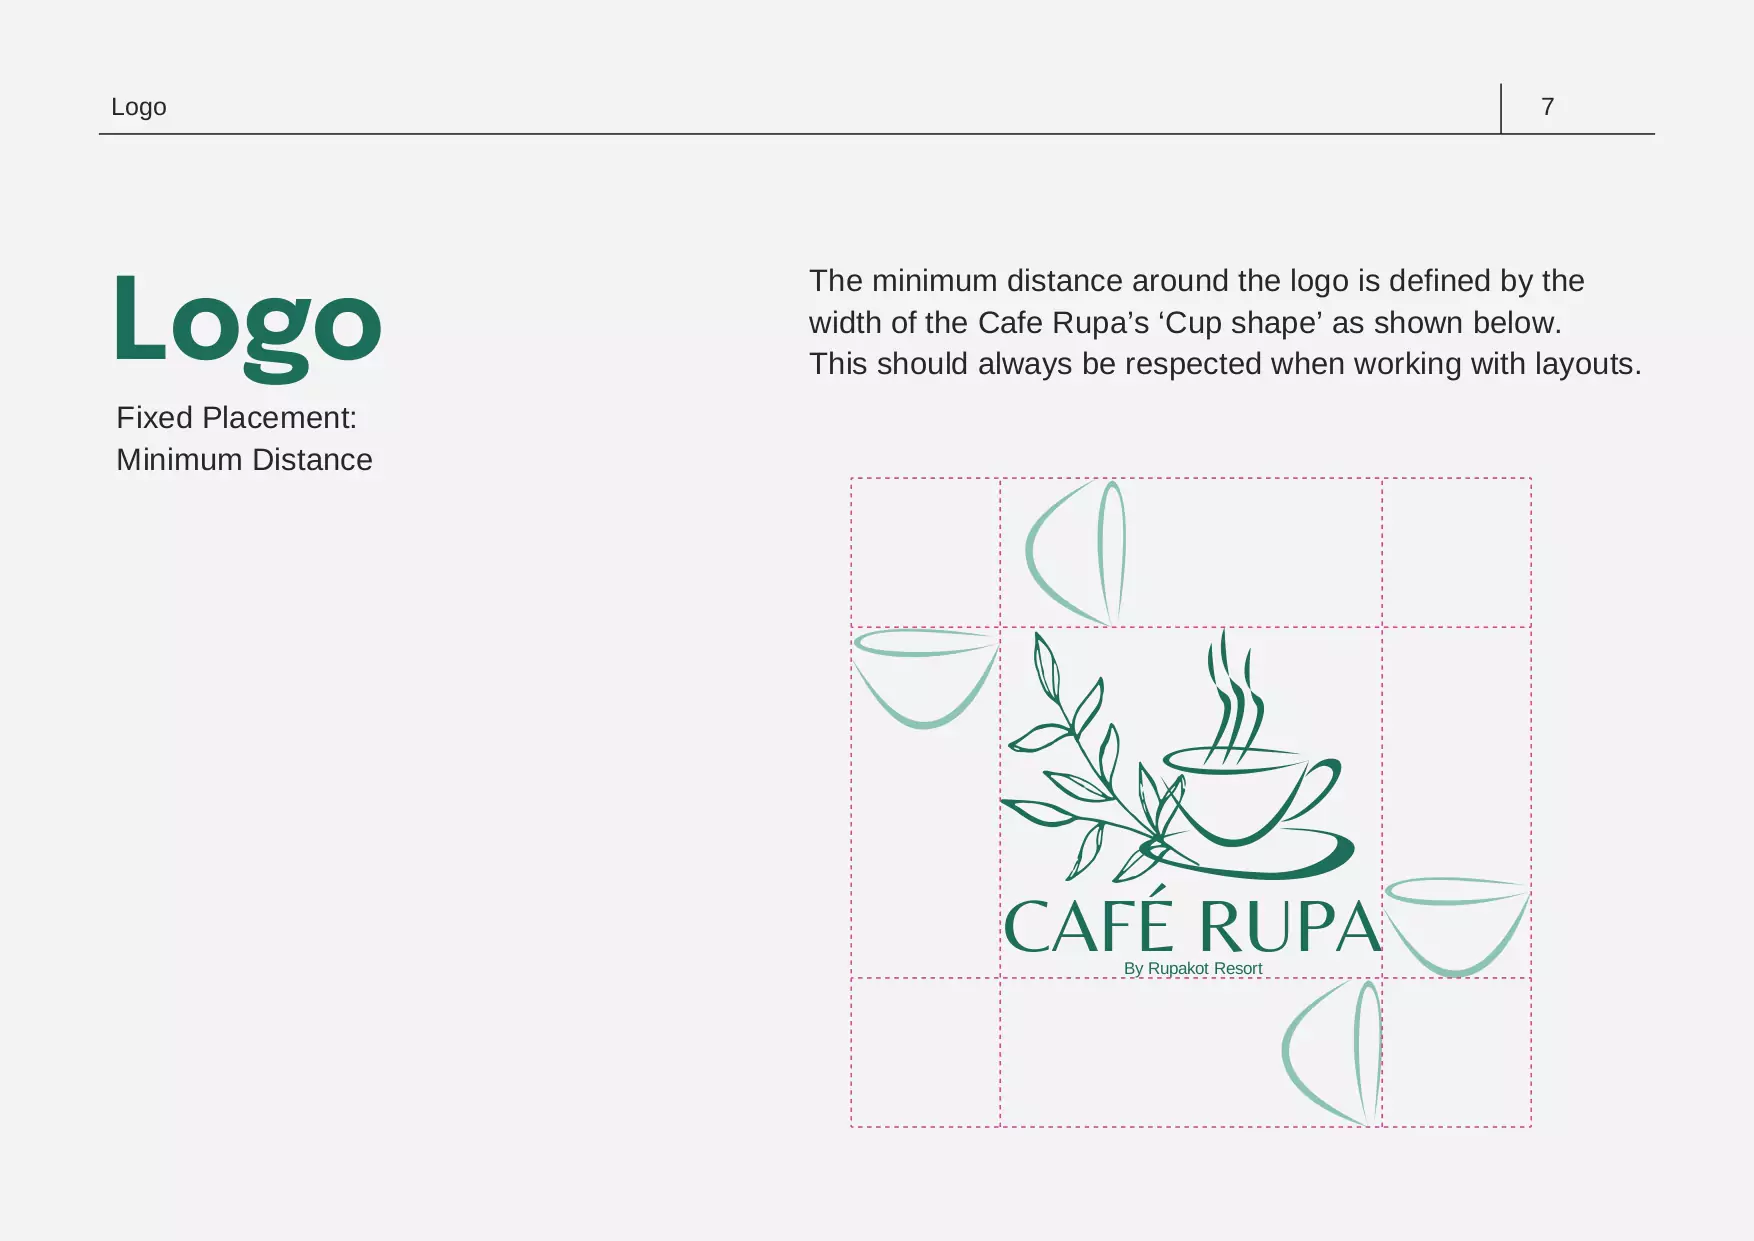 Logo
7
Logo
Fixed Placement:
Minimum Distance
The minimum distance around the logo is defined by the
width of the Cafe Rupa’s ‘Cup shape’ as shown below.
This should always be respected when working with layouts.
CAFÉ RUPA
By Rupakot Resort